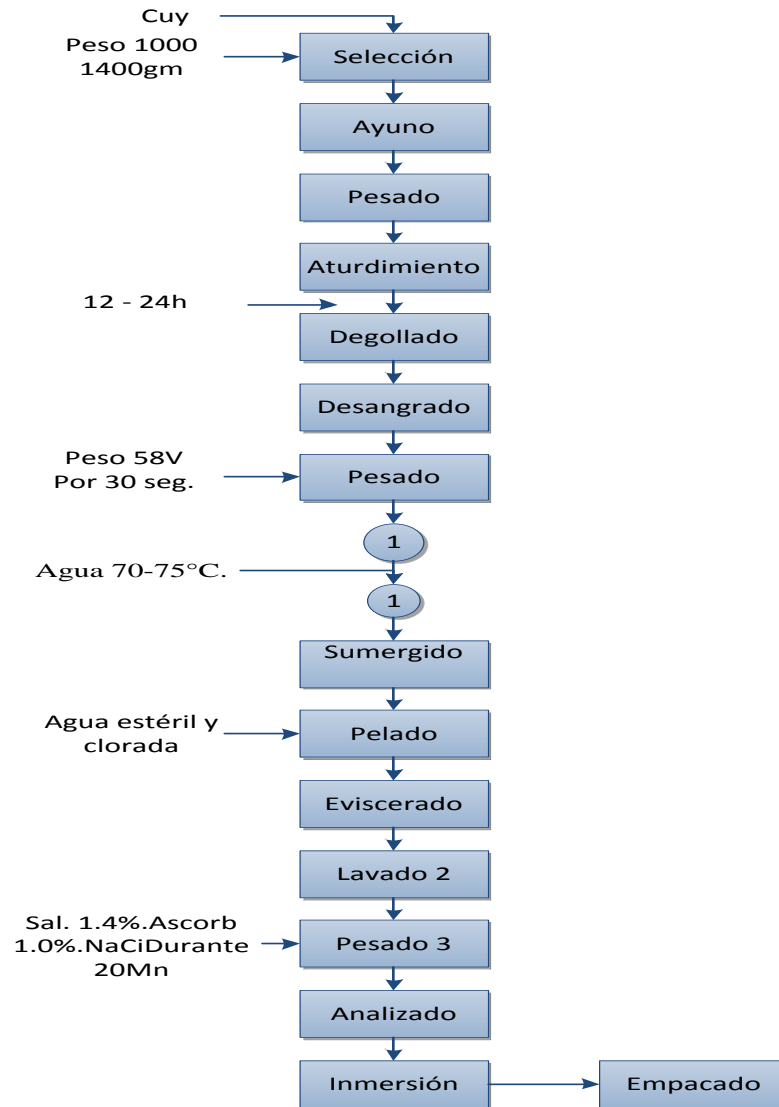 Cuy
Peso 1000
1400gm
Selección
Ayuno
Pesado
Aturdimiento
12 - 24h
Degollado
Desangrado
Peso 58V
Por 30 seg.
Pesado
1
Agua 70-75°C.
1
Sumergido
Agua estéril y
clorada
Pelado
Eviscerado
Lavado 2
Sal. 1.4%.Ascorb
1.0%.NaCiDurante
20Mn
Pesado 3
Analizado
Inmersión
Empacado